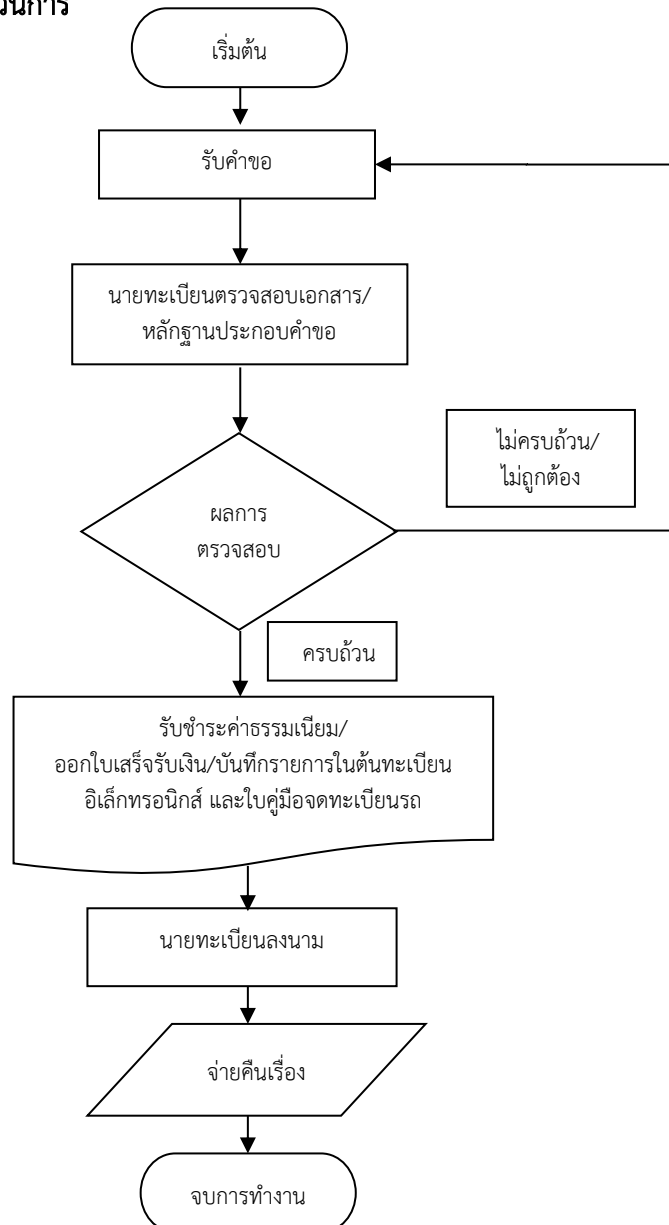 เริ่มต้น
รับคำขอ
นายทะเบียนตรวจสอบเอกสาร/
หลักฐานประกอบคำขอ
ไม่ครบถ้วน/
ไม่ถูกต้อง
ผลการ
ตรวจสอบ
ครบถ้วน
รับชำระค่าธรรมเนียม/
ออกใบเสร็จรับเงิน/บันทึกรายการในต้นทะเบียน
อิเล็กทรอนิกส์ และใบคู่มือจดทะเบียนรถ
นายทะเบียนลงนาม
จ่ายคืนเรื่อง
จบการทำงาน